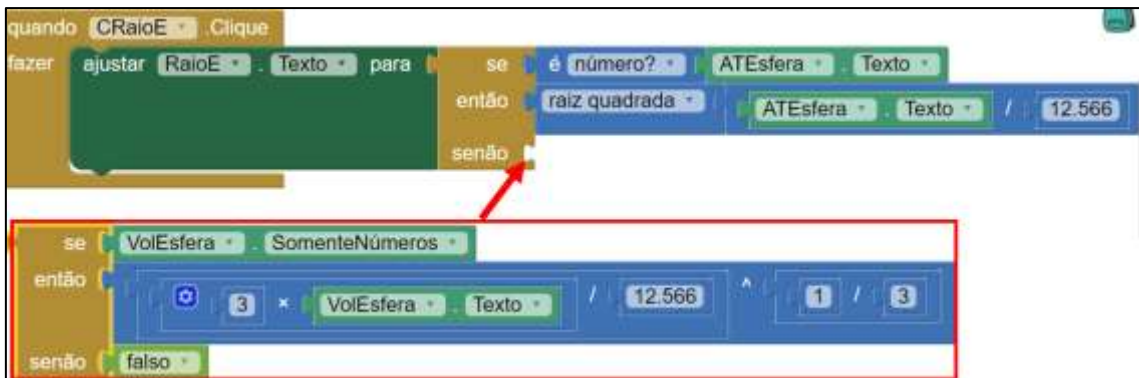 quando CRaioE .Clique
fazer ajustar RaioE . Texto para se é número? ATEsfera . Texto
então raiz quadrada ATEsfera . Texto / 12.566
senão
se VolEsfera . SomenteNúmeros
então 3 × VolEsfera . Texto / 12.566 ^ 1 / 3
senão falso